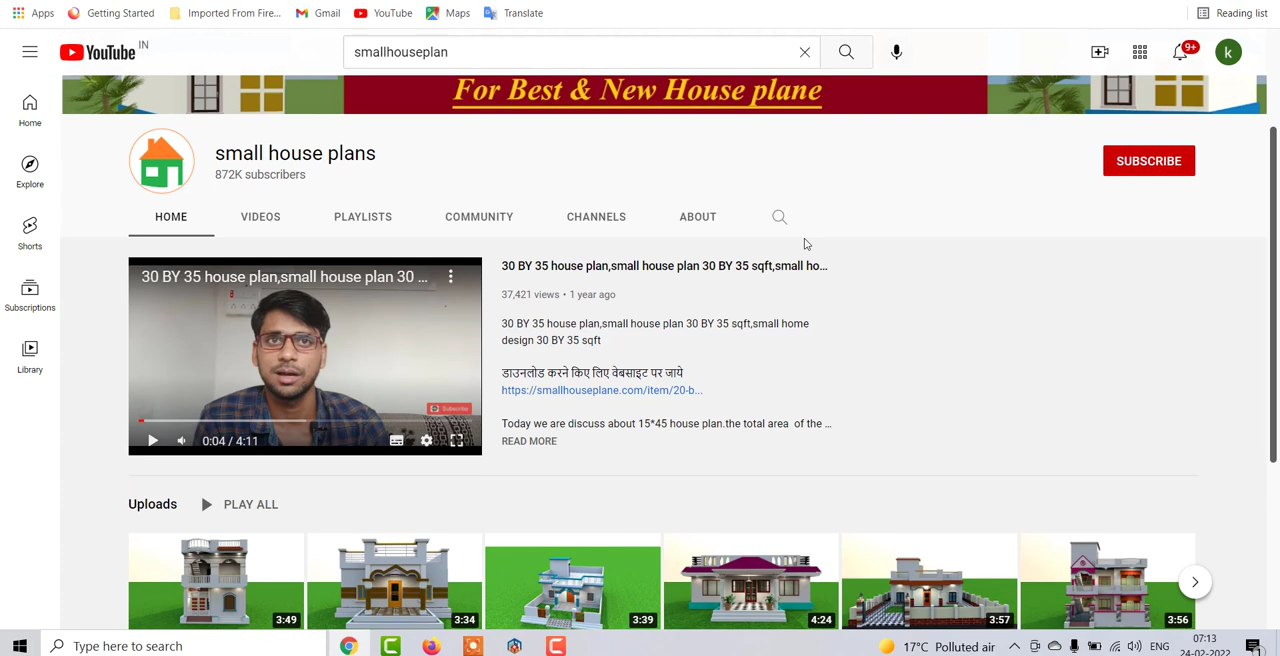 Apps Getting Started Imported From Fire... Gmail YouTube Maps Translate Reading list
YouTube IN smallhouseplan 9+ k
For Best & New House plane
Home
Explore
Shorts
Subscriptions
Library
small house plans
872K subscribers
SUBSCRIBE
HOME VIDEOS PLAYLISTS COMMUNITY CHANNELS ABOUT
30 BY 35 house plan,small house plan 30 ...
Subscribe
0:04 / 4:11
30 BY 35 house plan,small house plan 30 BY 35 sqft,small ho...
37,421 views • 1 year ago
30 BY 35 house plan,small house plan 30 BY 35 sqft,small home
design 30 BY 35 sqft
डाउनलोड करने किए लिए वेबसाइट पर जाये
https://smallhouseplane.com/item/20-b...
Today we are discuss about 15*45 house plan.the total area of the ...
READ MORE
Uploads PLAY ALL
3:49 3:34 3:39 4:24 3:57 3:56
Type here to search 17°C Polluted air ENG 07:13
24-02-2022 1